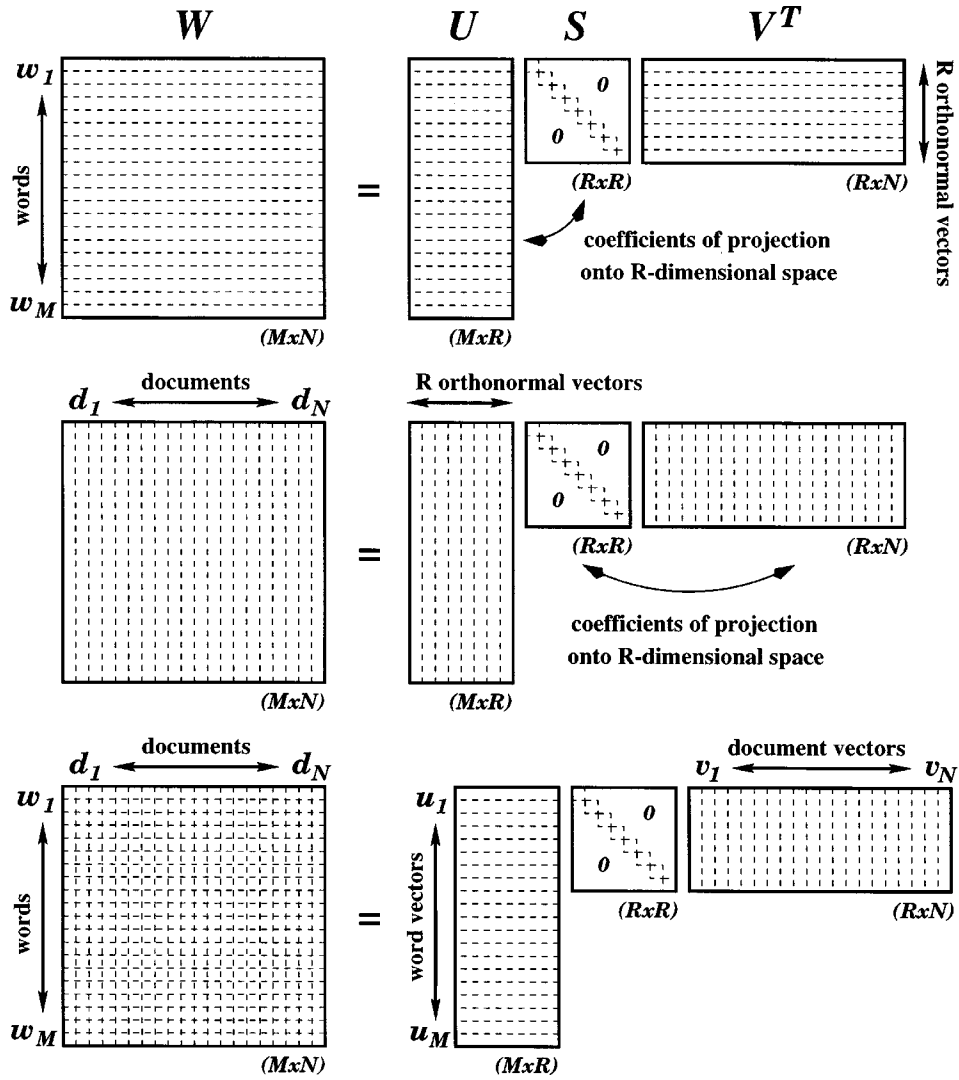 W U S V^T
w_1
words
w_M
=
0
0
R orthonormal vectors
(RxR)
(RxN)
coefficients of projection
onto R-dimensional space
(MxN)
(MxR)
documents
d_1 d_N
R orthonormal vectors
=
0
0
(RxR)
(RxN)
coefficients of projection
onto R-dimensional space
(MxN)
(MxR)
documents
d_1 d_N
document vectors
v_1 v_N
w_1
words
w_M
=
u_1
word vectors
u_M
0
0
(RxR)
(RxN)
(MxN)
(MxR)